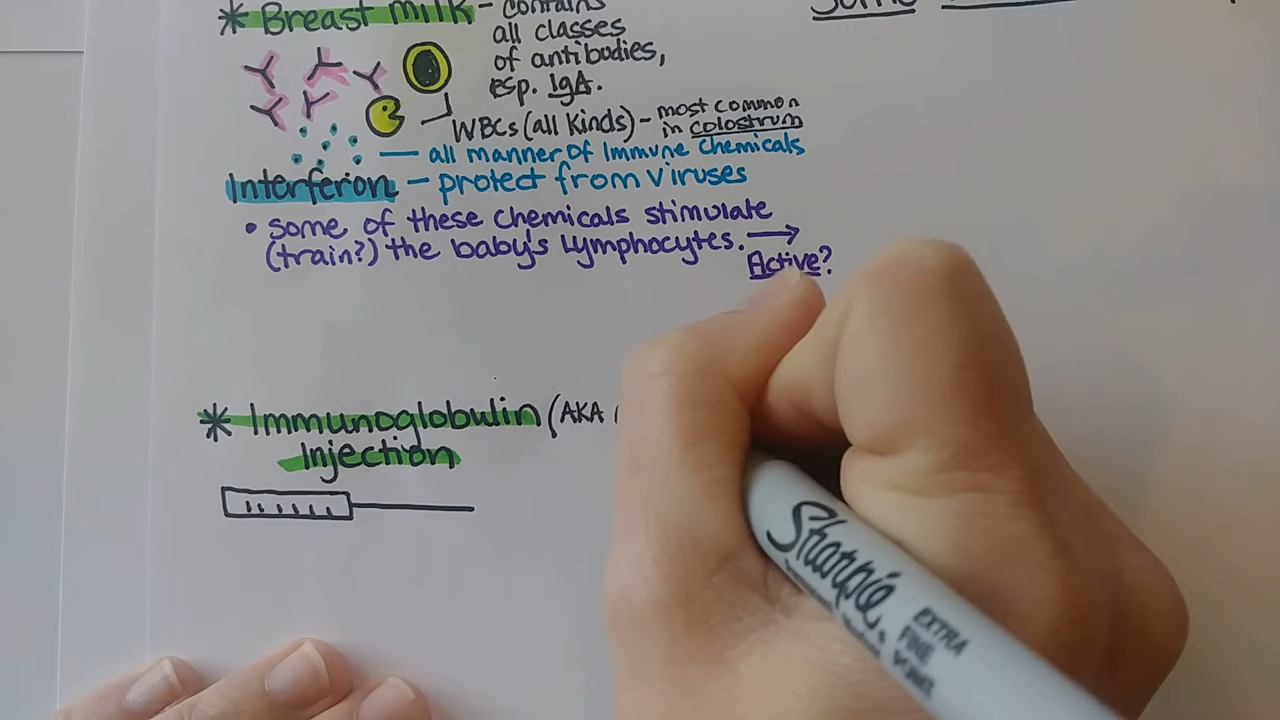 * Breast milk - contains
all classes
of antibodies,
esp. IgA.
WBCs (all kinds) - most common
in colostrum
all manner of immune chemicals
Interferion - protect from viruses
• some of these chemicals stimulate
(train?) the baby's lymphocytes. →
Active?
* Immunoglobulin (AKA
Injection
Sharpie
EXTRA
FINE
POINT